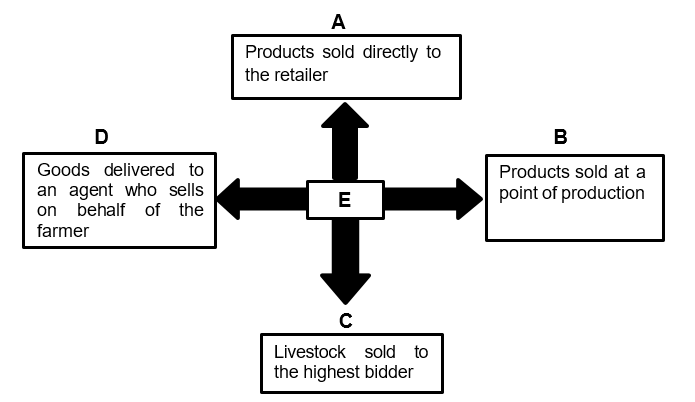 A
Products sold directly to
the retailer
D
Goods delivered to
an agent who sells
on behalf of the
farmer
E
B
Products sold at a
point of production
C
Livestock sold to
the highest bidder